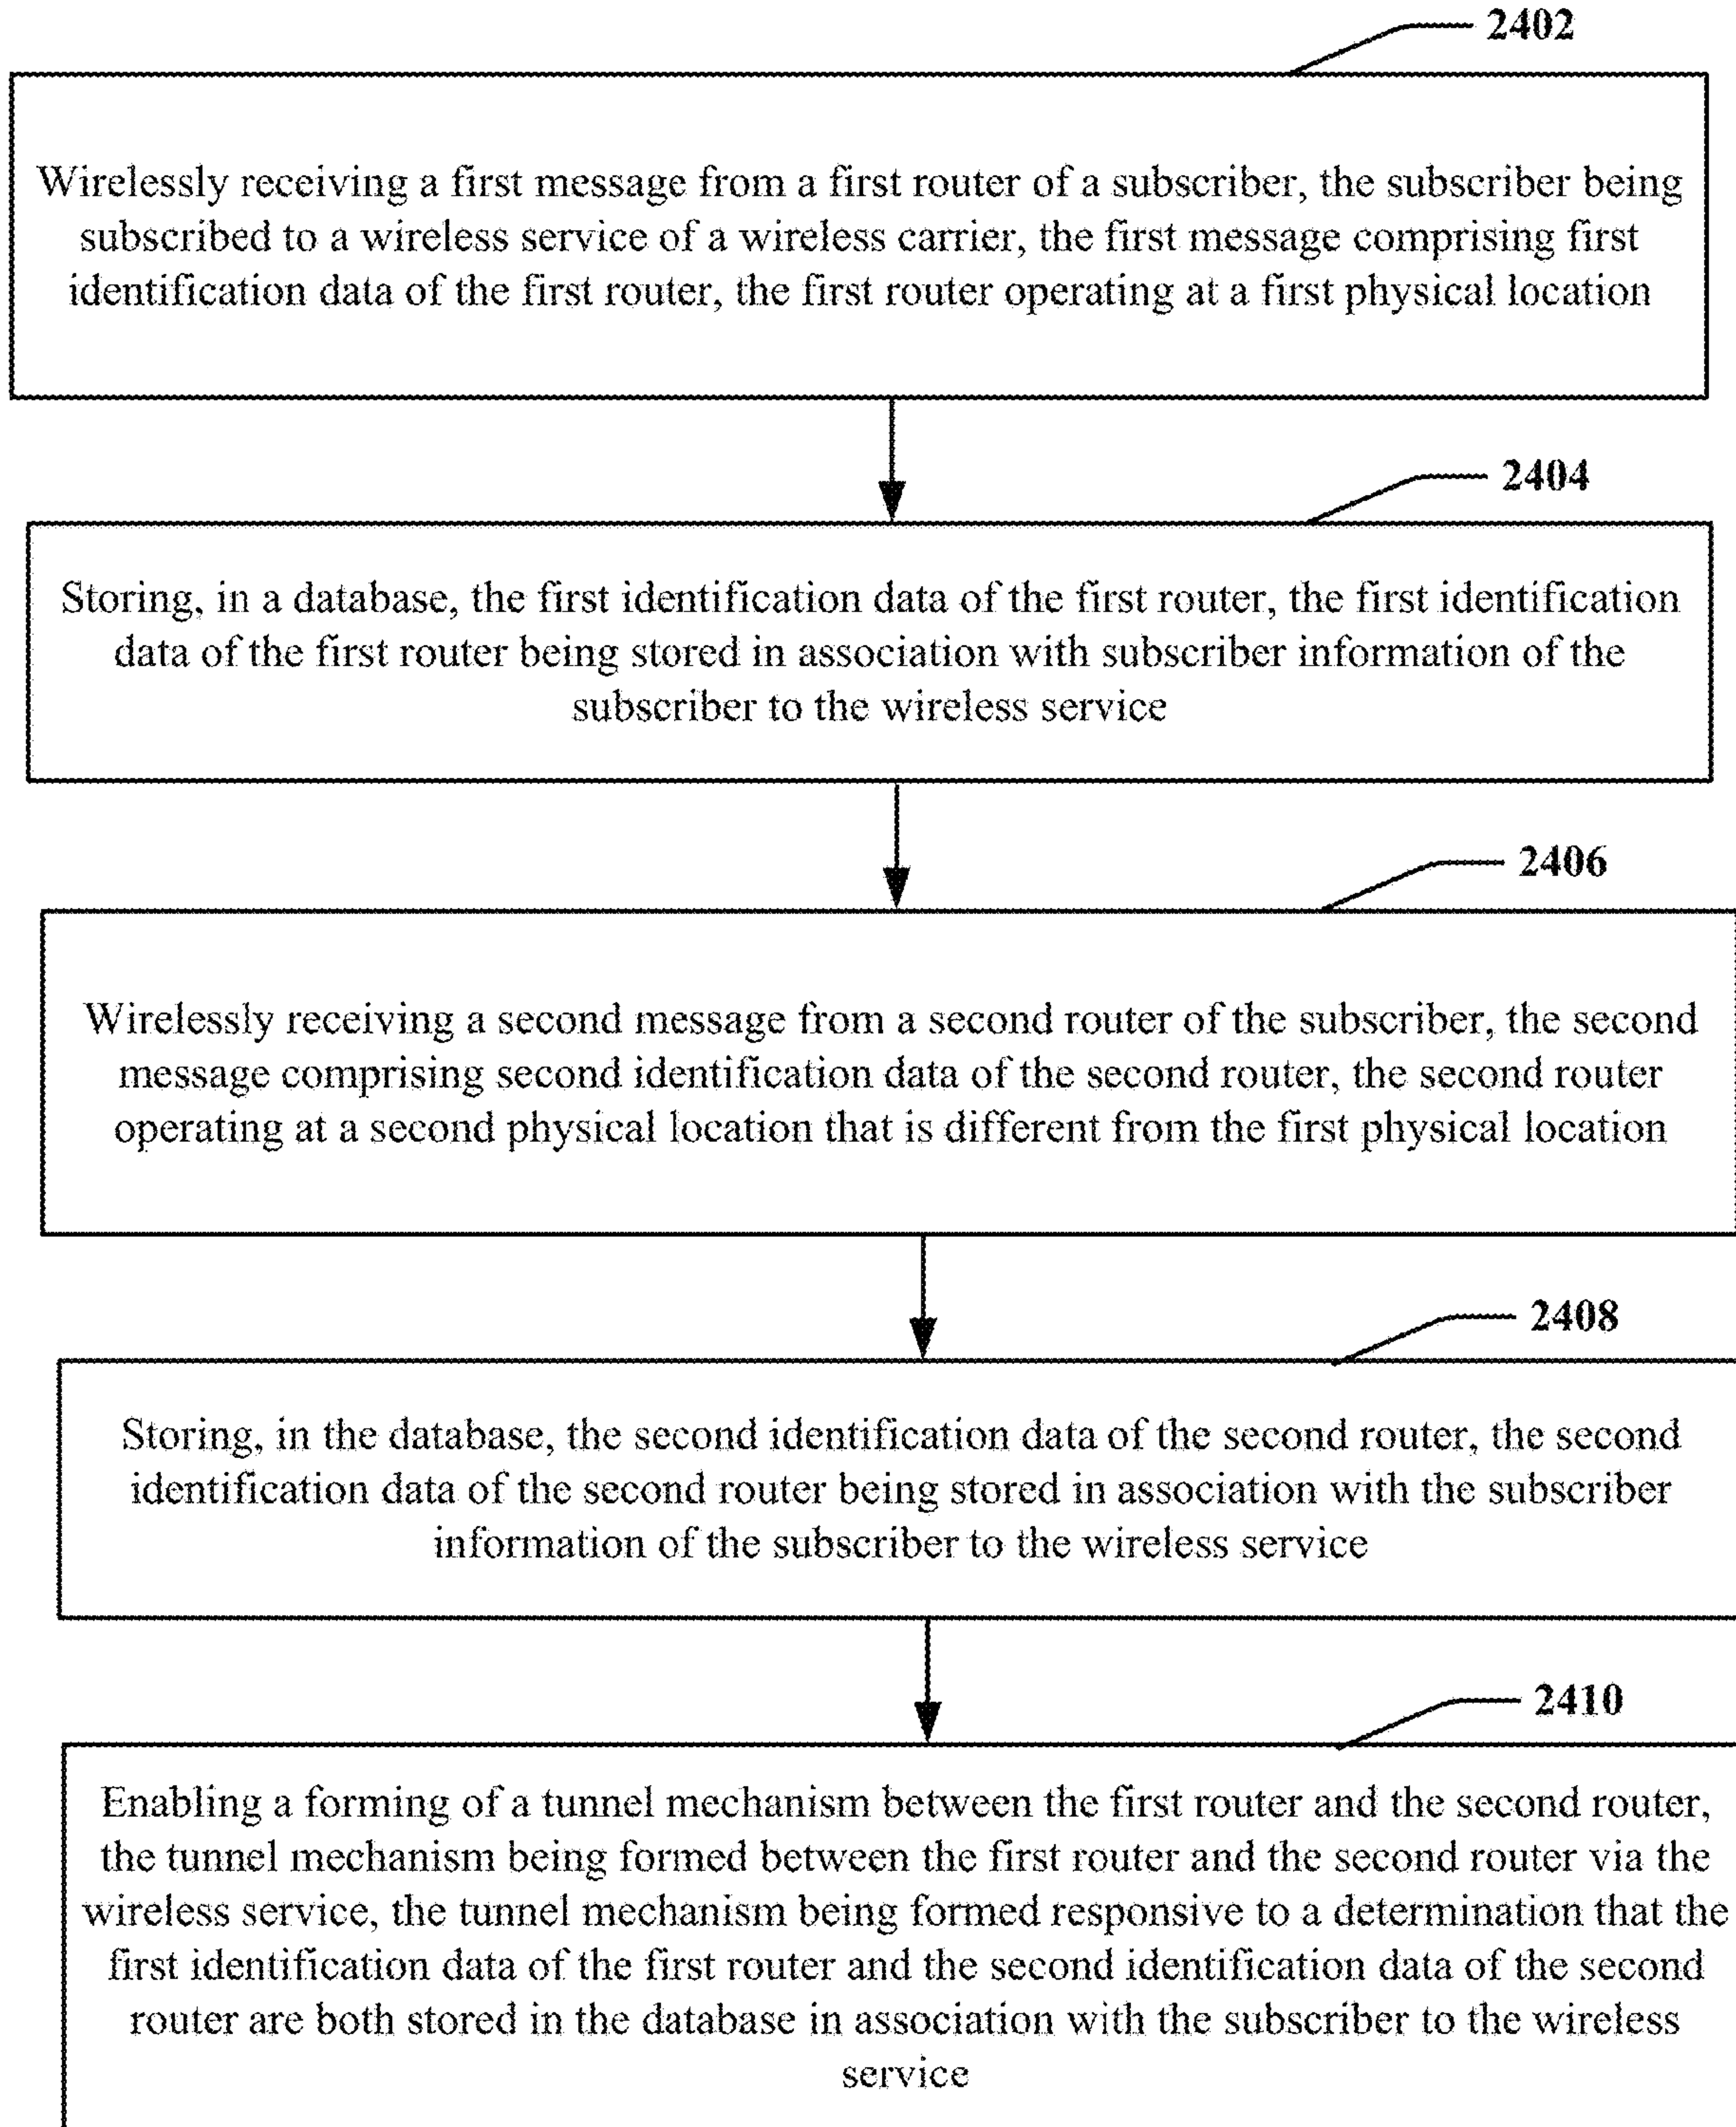 2402
Wirelessly receiving a first message from a first router of a subscriber, the subscriber being
subscribed to a wireless service of a wireless carrier, the first message comprising first
identification data of the first router, the first router operating at a first physical location
2404
Storing, in a database, the first identification data of the first router, the first identification
data of the first router being stored in association with subscriber information of the
subscriber to the wireless service
2406
Wirelessly receiving a second message from a second router of the subscriber, the second
message comprising second identification data of the second router, the second router
operating at a second physical location that is different from the first physical location
2408
Storing, in the database, the second identification data of the second router, the second
identification data of the second router being stored in association with the subscriber
information of the subscriber to the wireless service
2410
Enabling a forming of a tunnel mechanism between the first router and the second router,
the tunnel mechanism being formed between the first router and the second router via the
wireless service, the tunnel mechanism being formed responsive to a determination that the
first identification data of the first router and the second identification data of the second
router are both stored in the database in association with the subscriber to the wireless
service